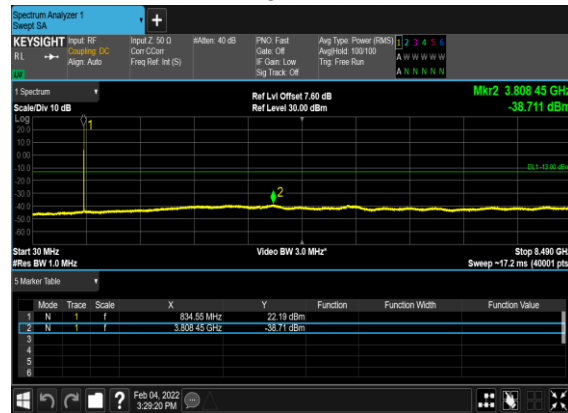 Spectrum Analyzer 1
Swept SA
+
KEYSIGHT Input: RF Input Z: 50 Ω #Atten: 40 dB PNO: Fast Avg Type: Power (RMS) 1 2 3 4 5 6
RL Coupling: DC Corr CCorr Gate: Off Avg|Hold: 100/100 A W W W W W
Align: Auto Freq Ref: Int (S) IF Gain: Low Trig: Free Run
LXI Sig Track: Off A N N N N N
1 Spectrum Ref Lvl Offset 7.60 dB Mkr2 3.808 45 GHz
Scale/Div 10 dB Ref Level 30.00 dBm -38.711 dBm
Log
20.0
10.0
0.00
-10.0
-20.0
-30.0
-40.0
-50.0
-60.0
1
DL1 -13.00 dBm
2
Start 30 MHz Video BW 3.0 MHz* Stop 8.490 GHz
#Res BW 1.0 MHz Sweep ~17.2 ms (40001 pts)
5 Marker Table
Mode Trace Scale X Y Function Function Width Function Value
1 N 1 f 834.55 MHz 22.19 dBm
2 N 1 f 3.808 45 GHz -38.71 dBm
3
4
5
6
? Feb 04, 2022
3:29:20 PM